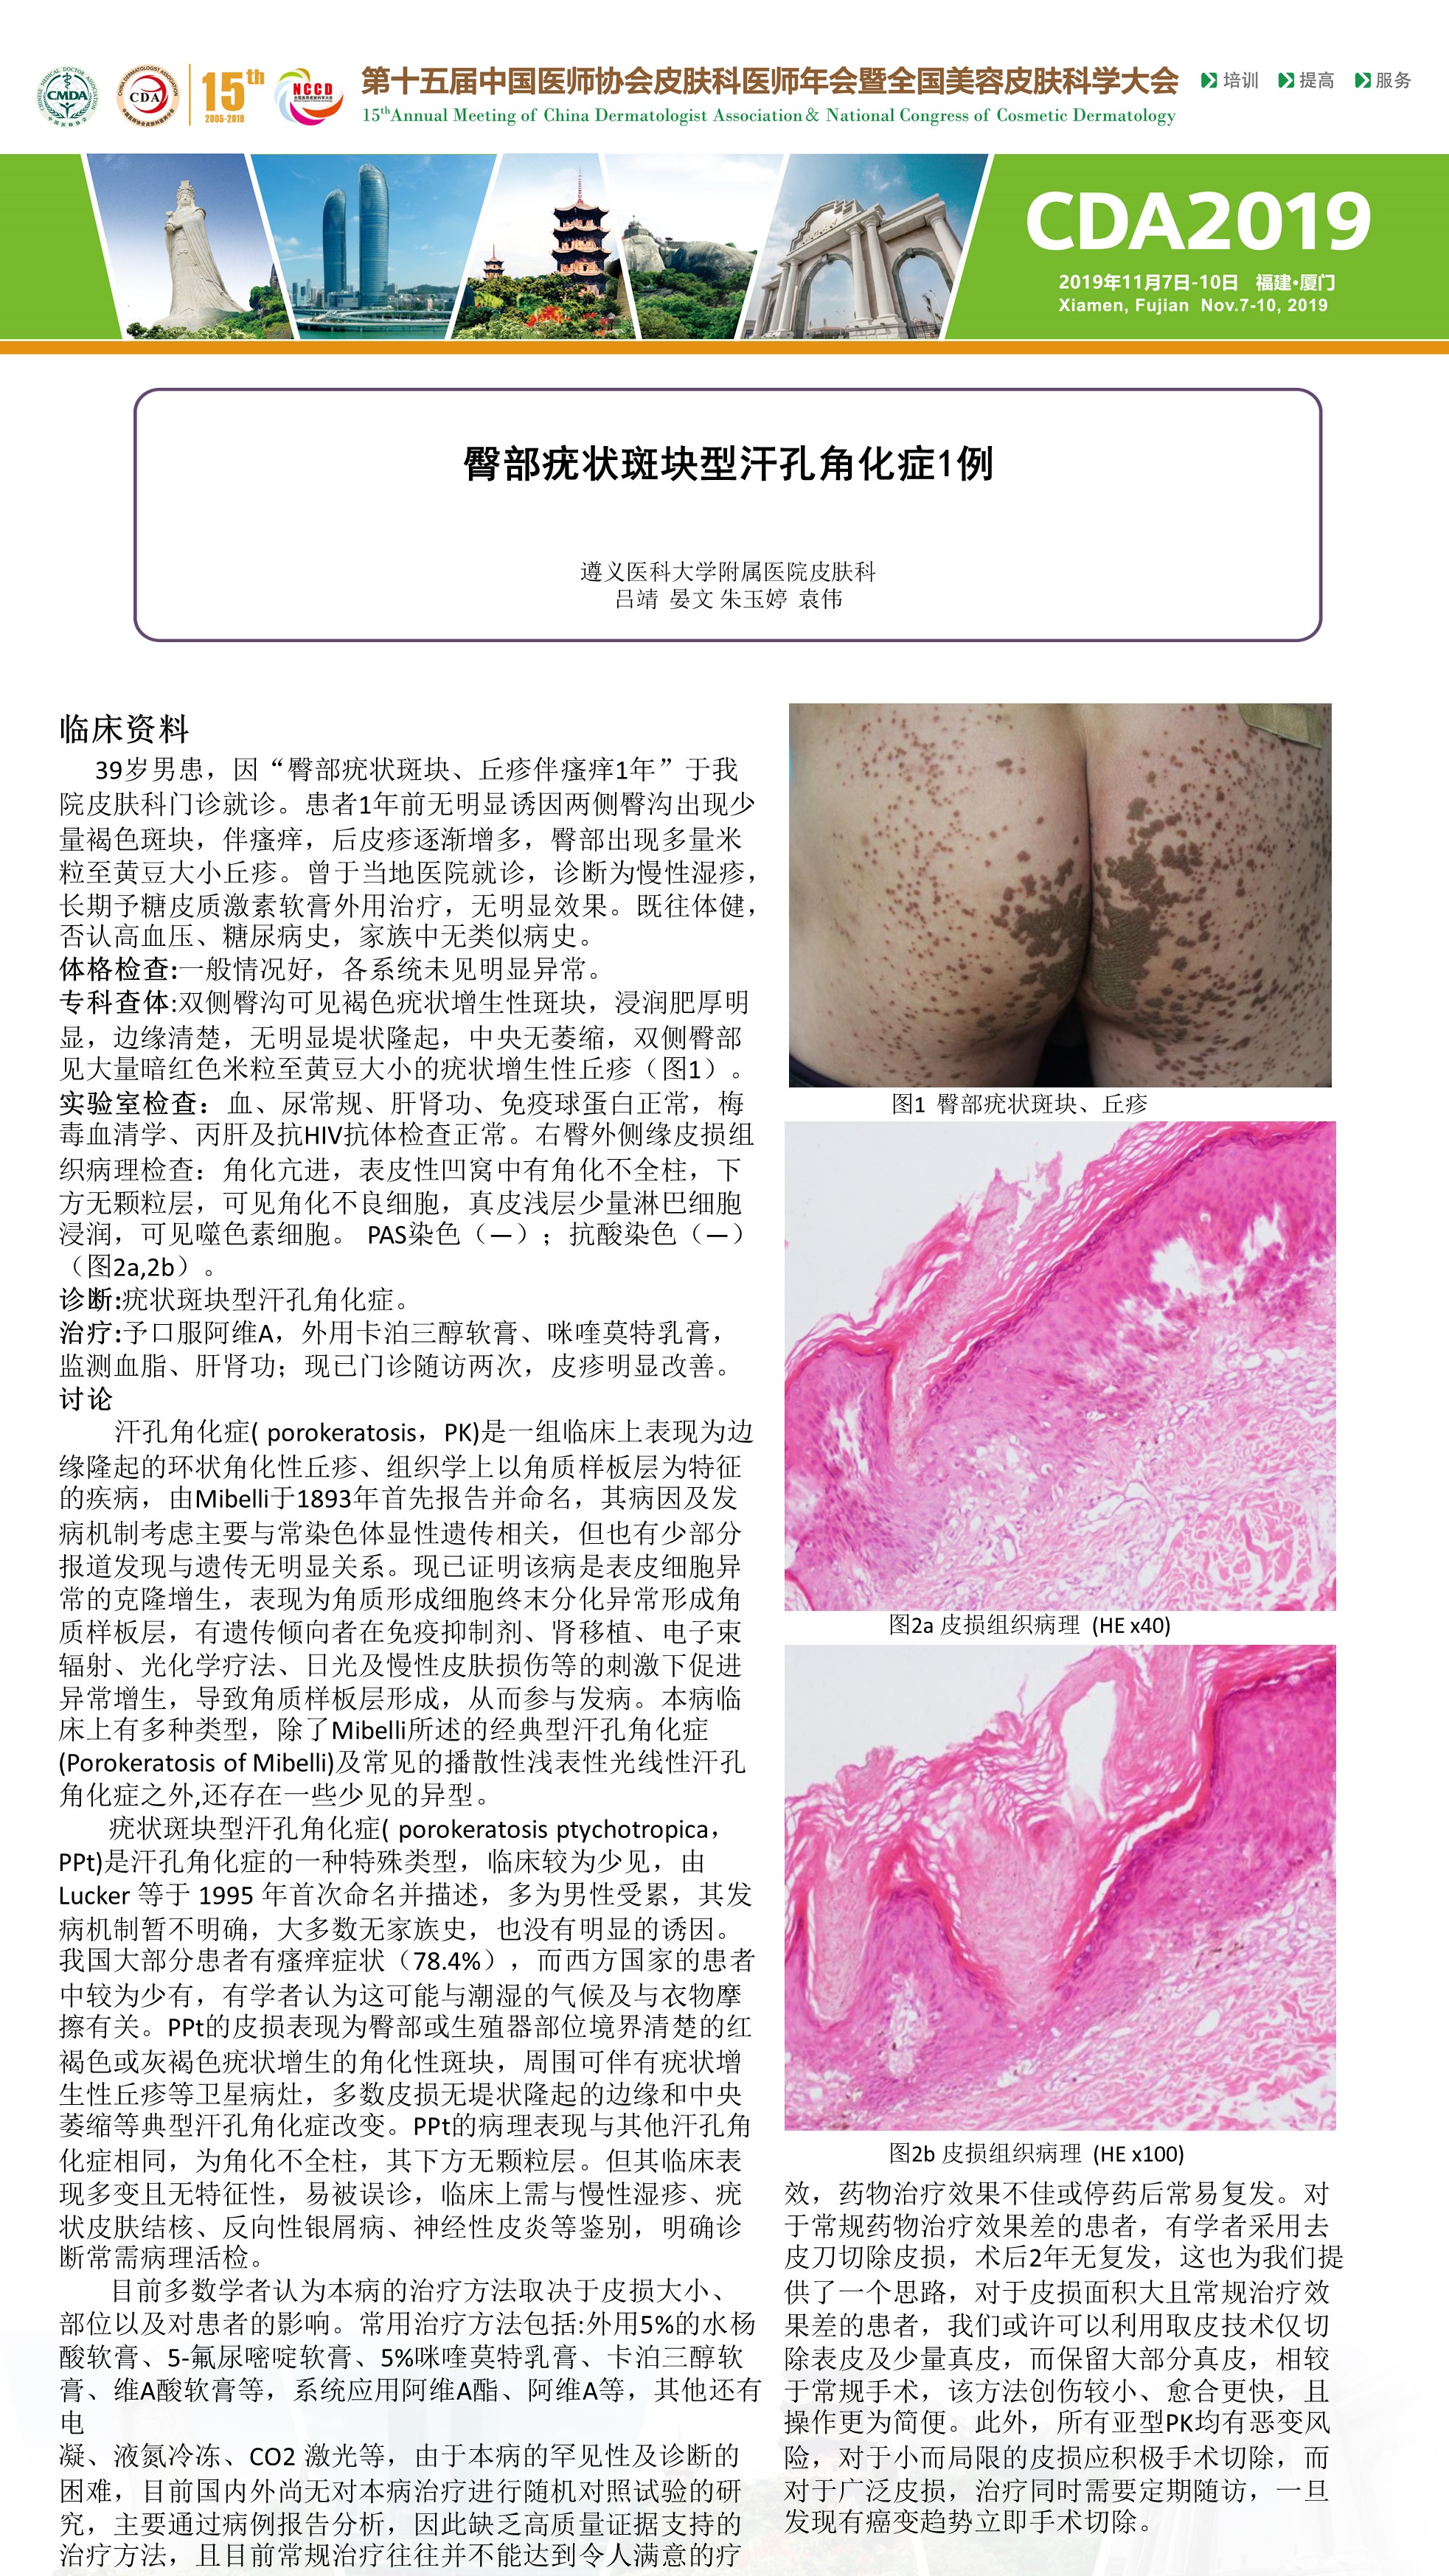 CMDA
CDA
15th
2005-2019
NCCD
第十五届中国医师协会皮肤科医师年会暨全国美容皮肤科学大会
15thAnnual Meeting of China Dermatologist Association & National Congress of Cosmetic Dermatology
培训 提高 服务
CDA2019
2019年11月7日-10日 福建·厦门
Xiamen, Fujian Nov.7-10, 2019
臀部疣状斑块型汗孔角化症1例
遵义医科大学附属医院皮肤科
吕靖 晏文 朱玉婷 袁伟
临床资料
39岁男患，因“臀部疣状斑块、丘疹伴瘙痒1年”于我
院皮肤科门诊就诊。患者1年前无明显诱因两侧臀沟出现少
量褐色斑块，伴瘙痒，后皮疹逐渐增多，臀部出现多量米
粒至黄豆大小丘疹。曾于当地医院就诊，诊断为慢性湿疹，
长期予糖皮质激素软膏外用治疗，无明显效果。既往体健，
否认高血压、糖尿病史，家族中无类似病史。
体格检查:一般情况好，各系统未见明显异常。
专科查体:双侧臀沟可见褐色疣状增生性斑块，浸润肥厚明
显，边缘清楚，无明显堤状隆起，中央无萎缩，双侧臀部
见大量暗红色米粒至黄豆大小的疣状增生性丘疹（图1）。
实验室检查：血、尿常规、肝肾功、免疫球蛋白正常，梅
毒血清学、丙肝及抗HIV抗体检查正常。右臀外侧缘皮损组
织病理检查：角化亢进，表皮性凹窝中有角化不全柱，下
方无颗粒层，可见角化不良细胞，真皮浅层少量淋巴细胞
浸润，可见噬色素细胞。 PAS染色（—）；抗酸染色（—）
（图2a,2b）。
诊断:疣状斑块型汗孔角化症。
治疗:予口服阿维A，外用卡泊三醇软膏、咪喹莫特乳膏，
监测血脂、肝肾功；现已门诊随访两次，皮疹明显改善。
讨论
汗孔角化症( porokeratosis，PK)是一组临床上表现为边
缘隆起的环状角化性丘疹、组织学上以角质样板层为特征
的疾病，由Mibelli于1893年首先报告并命名，其病因及发
病机制考虑主要与常染色体显性遗传相关，但也有少部分
报道发现与遗传无明显关系。现已证明该病是表皮细胞异
常的克隆增生，表现为角质形成细胞终末分化异常形成角
质样板层，有遗传倾向者在免疫抑制剂、肾移植、电子束
辐射、光化学疗法、日光及慢性皮肤损伤等的刺激下促进
异常增生，导致角质样板层形成，从而参与发病。本病临
床上有多种类型，除了Mibelli所述的经典型汗孔角化症
(Porokeratosis of Mibelli)及常见的播散性浅表性光线性汗孔
角化症之外,还存在一些少见的异型。
疣状斑块型汗孔角化症( porokeratosis ptychotropica，
PPt)是汗孔角化症的一种特殊类型，临床较为少见，由
Lucker 等于 1995 年首次命名并描述，多为男性受累，其发
病机制暂不明确，大多数无家族史，也没有明显的诱因。
我国大部分患者有瘙痒症状（78.4%），而西方国家的患者
中较为少有，有学者认为这可能与潮湿的气候及与衣物摩
擦有关。PPt的皮损表现为臀部或生殖器部位境界清楚的红
褐色或灰褐色疣状增生的角化性斑块，周围可伴有疣状增
生性丘疹等卫星病灶，多数皮损无堤状隆起的边缘和中央
萎缩等典型汗孔角化症改变。PPt的病理表现与其他汗孔角
化症相同，为角化不全柱，其下方无颗粒层。但其临床表
现多变且无特征性，易被误诊，临床上需与慢性湿疹、疣
状皮肤结核、反向性银屑病、神经性皮炎等鉴别，明确诊
断常需病理活检。
目前多数学者认为本病的治疗方法取决于皮损大小、
部位以及对患者的影响。常用治疗方法包括:外用5%的水杨
酸软膏、5-氟尿嘧啶软膏、5%咪喹莫特乳膏、卡泊三醇软
膏、维A酸软膏等，系统应用阿维A酯、阿维A等，其他还有
电
凝、液氮冷冻、CO2 激光等，由于本病的罕见性及诊断的
困难，目前国内外尚无对本病治疗进行随机对照试验的研
究，主要通过病例报告分析，因此缺乏高质量证据支持的
治疗方法，且目前常规治疗往往并不能达到令人满意的疗
图1 臀部疣状斑块、丘疹
图2a 皮损组织病理 (HE x40)
图2b 皮损组织病理 (HE x100)
效，药物治疗效果不佳或停药后常易复发。对
于常规药物治疗效果差的患者，有学者采用去
皮刀切除皮损，术后2年无复发，这也为我们提
供了一个思路，对于皮损面积大且常规治疗效
果差的患者，我们或许可以利用取皮技术仅切
除表皮及少量真皮，而保留大部分真皮，相较
于常规手术，该方法创伤较小、愈合更快，且
操作更为简便。此外，所有亚型PK均有恶变风
险，对于小而局限的皮损应积极手术切除，而
对于广泛皮损，治疗同时需要定期随访，一旦
发现有癌变趋势立即手术切除。